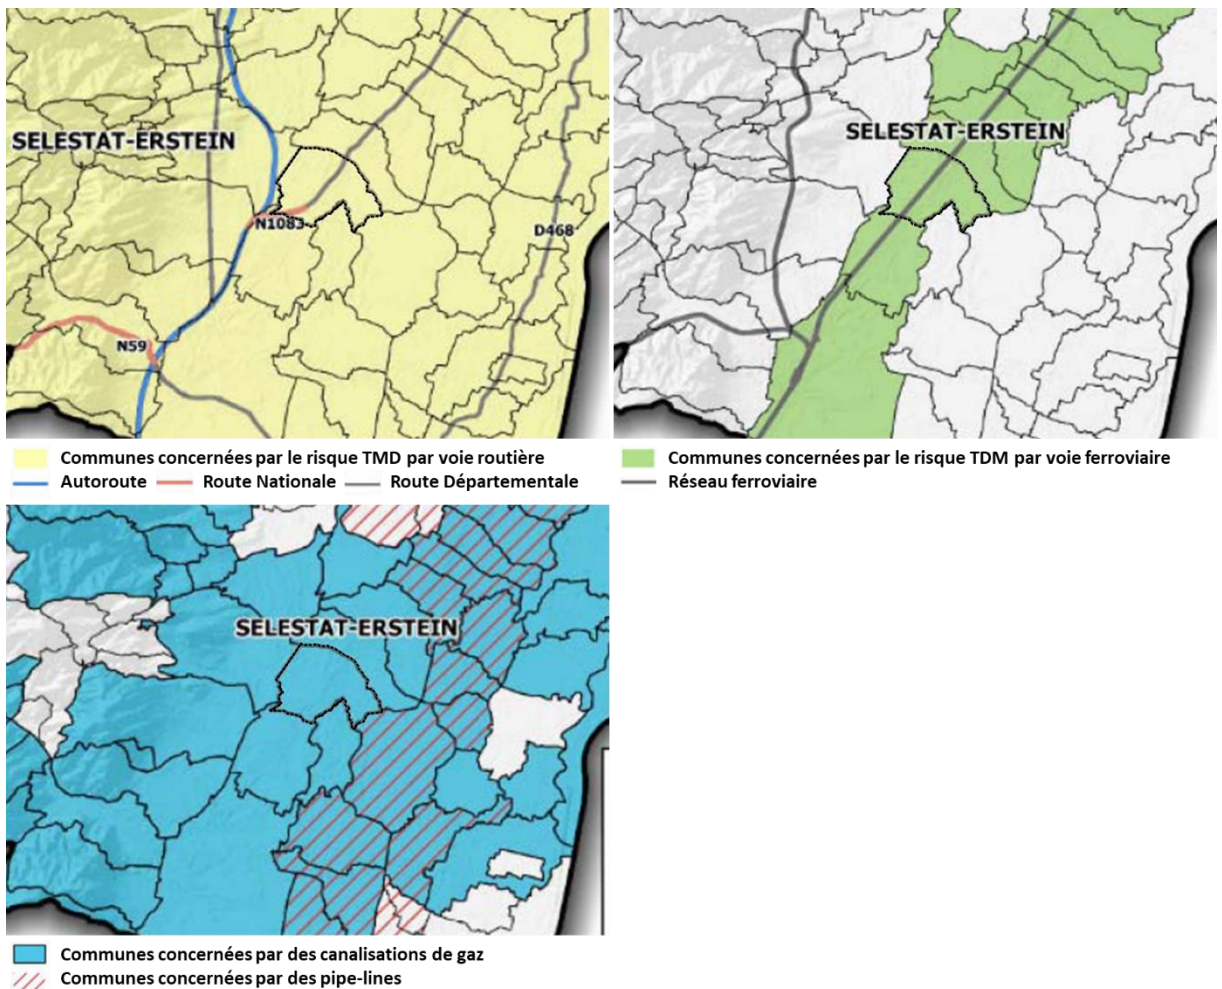 SELESTAT-ERSTEIN
N1083
D468
N59
Communes concernées par le risque TMD par voie routière
Autoroute Route Nationale Route Départementale
SELESTAT-ERSTEIN
Communes concernées par le risque TDM par voie ferroviaire
Réseau ferroviaire
SELESTAT-ERSTEIN
Communes concernées par des canalisations de gaz
Communes concernées par des pipe-lines